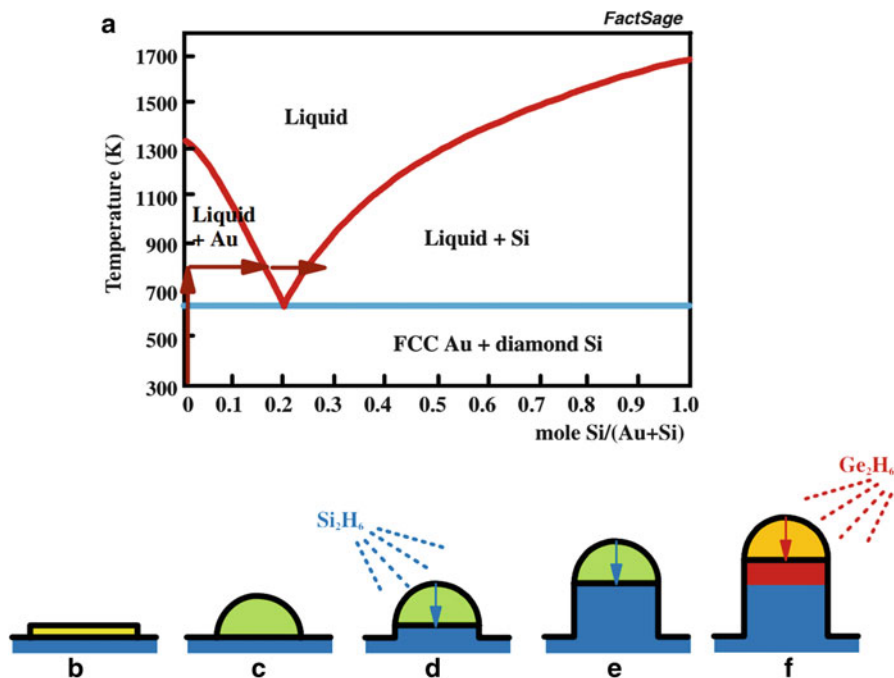 a
FactSage
1700
1500
1300
1100
900
700
500
300
Temperature (K)
Liquid
Liquid
+ Au
Liquid + Si
FCC Au + diamond Si
0 0.1 0.2 0.3 0.4 0.5 0.6 0.7 0.8 0.9 1.0
mole Si/(Au+Si)
Si₂H₆
Ge₂H₆
b c d e f